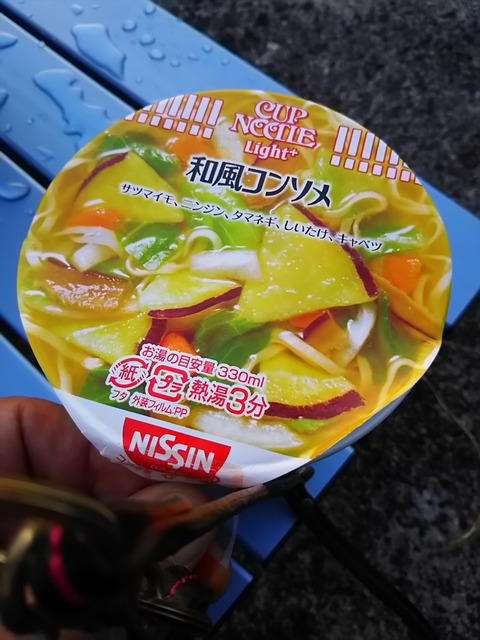 CUP
NOODLE
Light+
和風コンソメ
サツマイモ、ニンジン、タマネギ、しいたけ、キャベツ
お湯の目安量 330ml
紙 プラ 熱湯3分
フタ 外装フィルム:PP
NISSIN